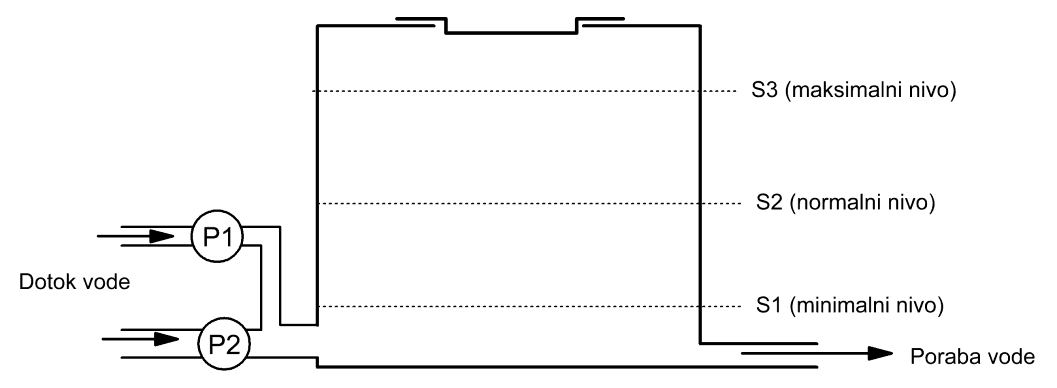 S3 (maksimalni nivo)
S2 (normalni nivo)
P1
Dotok vode
S1 (minimalni nivo)
P2
Poraba vode